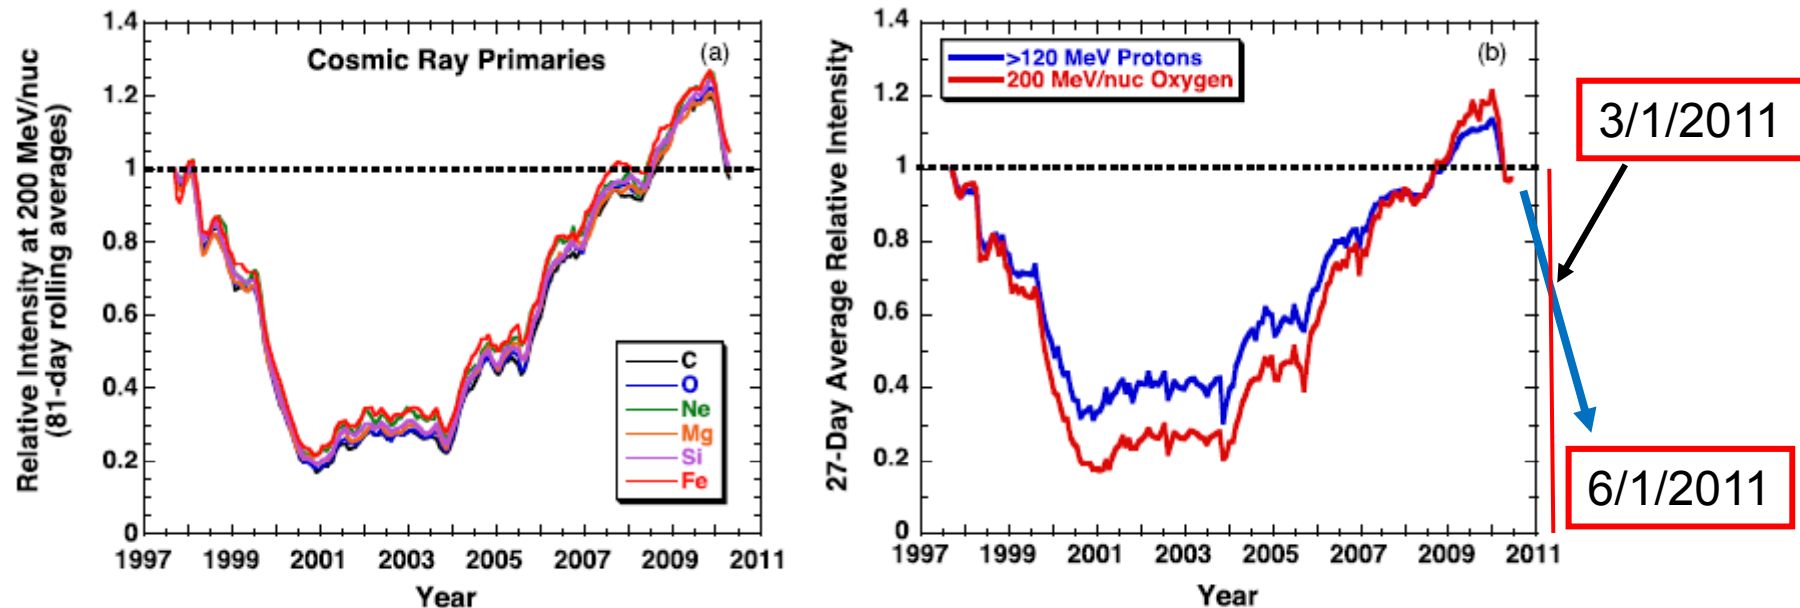 Relative Intensity at 200 MeV/nuc
(81-day rolling averages)
1.4
1.2
1
0.8
0.6
0.4
0.2
0
Cosmic Ray Primaries
(a)
C
O
Ne
Mg
Si
Fe
1997 1999 2001 2003 2005 2007 2009 2011
Year
27-Day Average Relative Intensity
1.4
1.2
1
0.8
0.6
0.4
0.2
0
>120 MeV Protons
200 MeV/nuc Oxygen
(b)
1997 1999 2001 2003 2005 2007 2009 2011
Year
3/1/2011
6/1/2011